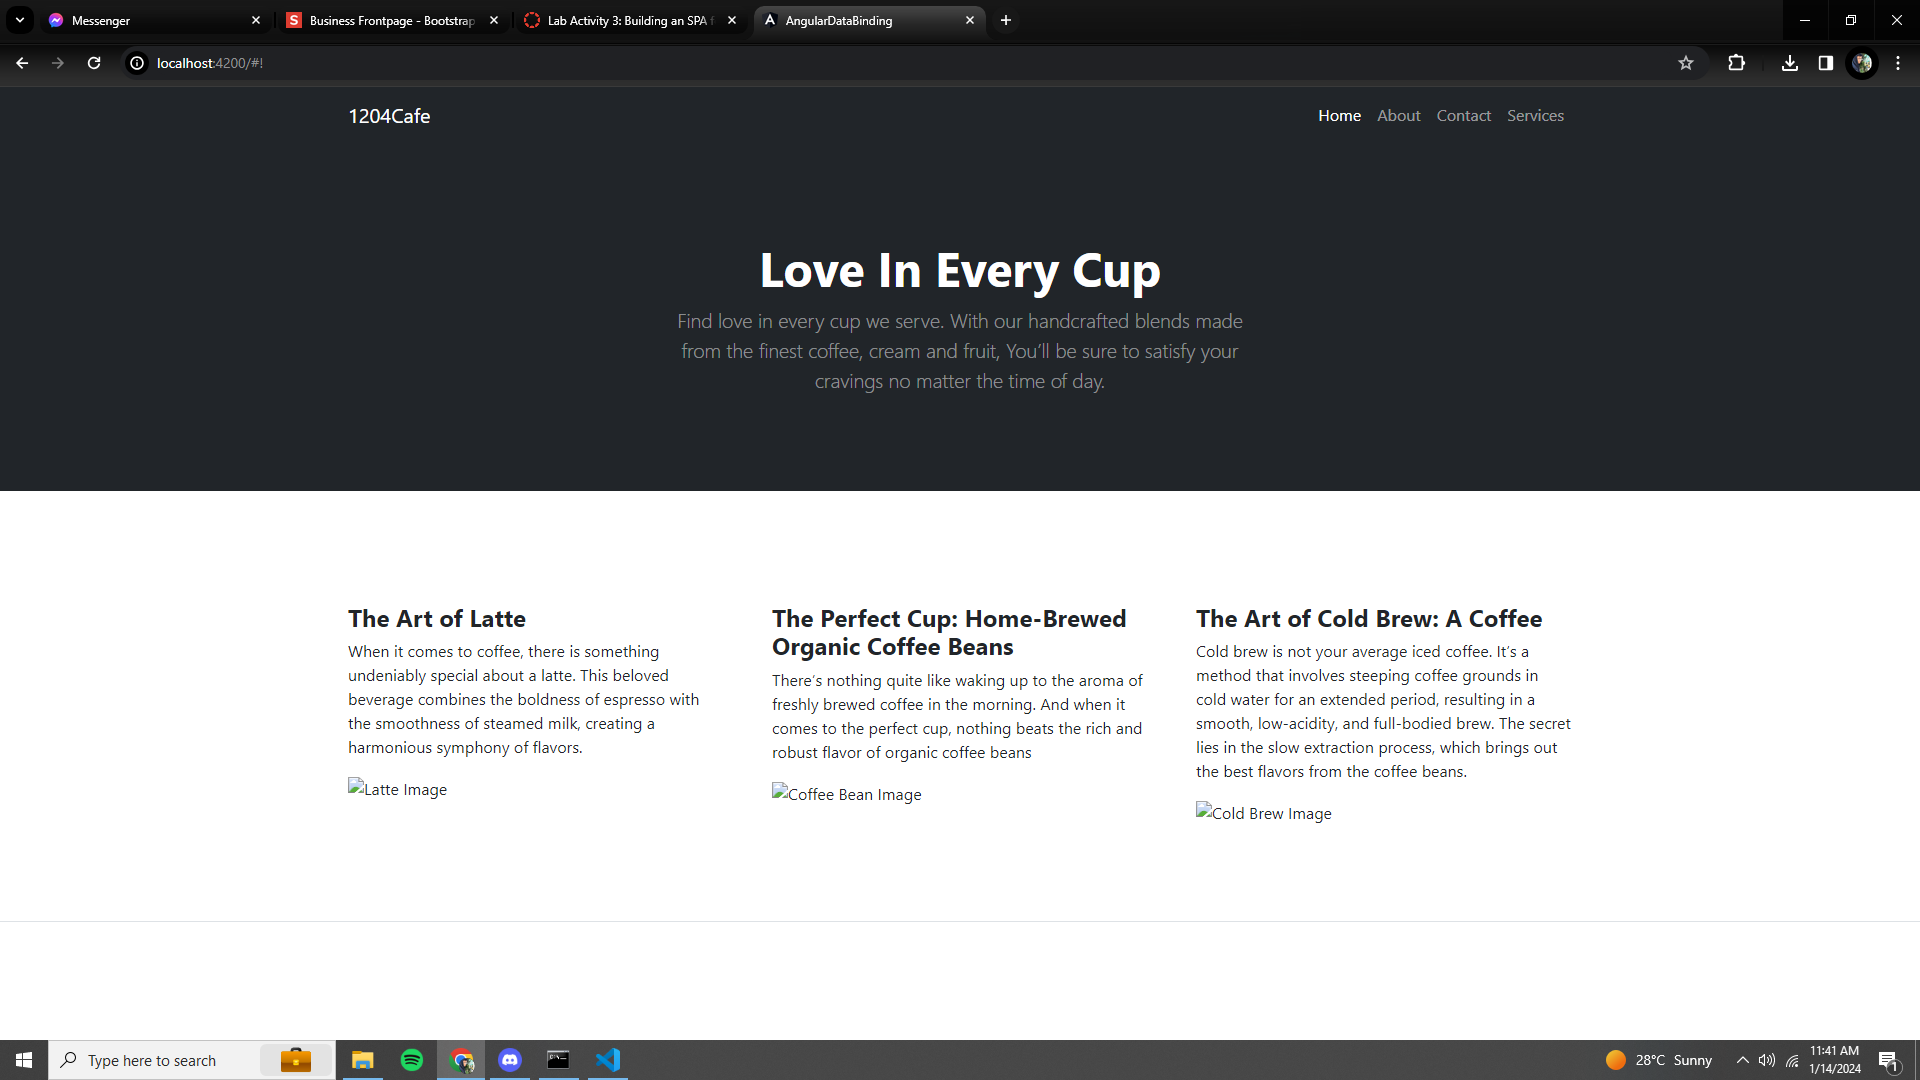 Messenger
Business Frontpage - Bootstrap
Lab Activity 3: Building an SPA f
AngularDataBinding
localhost:4200/#!
1204Cafe
Home
About
Contact
Services
Love In Every Cup
Find love in every cup we serve. With our handcrafted blends made
from the finest coffee, cream and fruit, You'll be sure to satisfy your
cravings no matter the time of day.
The Art of Latte
When it comes to coffee, there is something
undeniably special about a latte. This beloved
beverage combines the boldness of espresso with
the smoothness of steamed milk, creating a
harmonious symphony of flavors.
Latte Image
The Perfect Cup: Home-Brewed
Organic Coffee Beans
There's nothing quite like waking up to the aroma of
freshly brewed coffee in the morning. And when it
comes to the perfect cup, nothing beats the rich and
robust flavor of organic coffee beans
Coffee Bean Image
The Art of Cold Brew: A Coffee
Cold brew is not your average iced coffee. It's a
method that involves steeping coffee grounds in
cold water for an extended period, resulting in a
smooth, low-acidity, and full-bodied brew. The secret
lies in the slow extraction process, which brings out
the best flavors from the coffee beans.
Cold Brew Image
Type here to search
28°C Sunny
11:41 AM
1/14/2024
1